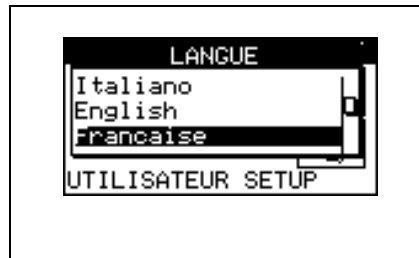 LANGUE
Italiano
English
Francaise
UTILISATEUR SETUP